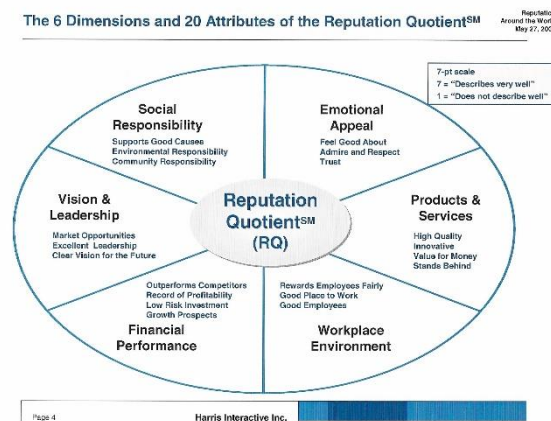 The 6 Dimensions and 20 Attributes of the Reputation Quotient℠
Around the
May 27,
7-pt scale
7 = "Describes very well"
1 = "Does not describe well"
Social
Responsibility
Supports Good Causes
Environmental Responsibility
Community Responsibility
Emotional
Appeal
Feel Good About
Admire and Respect
Trust
Vision &
Leadership
Market Opportunities
Excellent Leadership
Clear Vision for the Future
Reputation
Quotient℠
(RQ)
Products &
Services
High Quality
Innovative
Value for Money
Stands Behind
Outperforms Competitors
Record of Profitability
Low Risk Investment
Growth Prospects
Financial
Performance
Rewards Employees Fairly
Good Place to Work
Good Employees
Workplace
Environment
Page 4
Harris Interactive Inc.